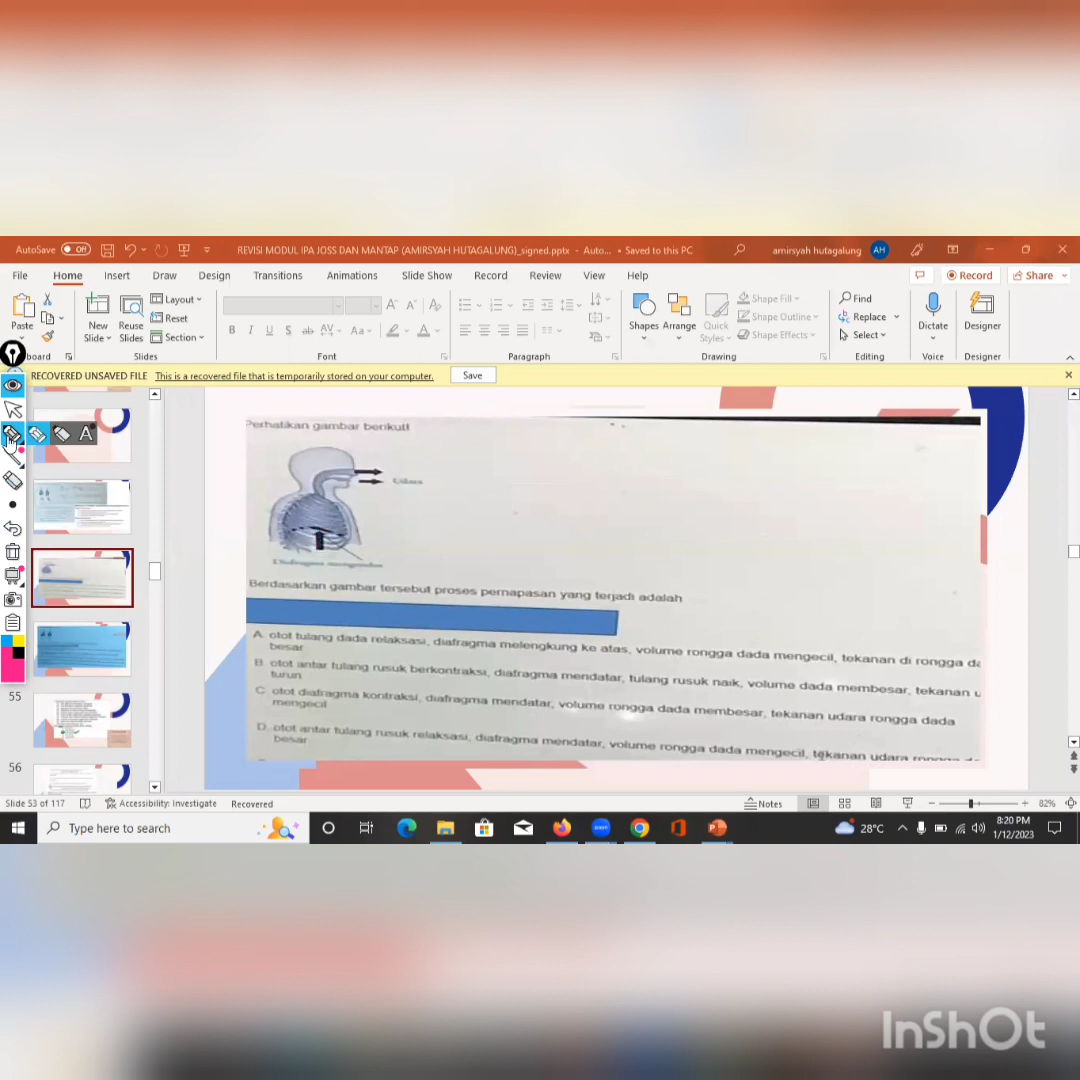 AutoSave Off REVISI MODUL IPA JOSS DAN MANTAP (AMIRSYAH HUTAGALUNG)_signed.pptx - Auto... • Saved to this PC amirsyah hutagalung AH
File Home Insert Draw Design Transitions Animations Slide Show Record Review View Help Record Share
Paste New Slide Reuse Slides Layout Reset Section
B I U S ab AV Aa A A
Shapes Arrange Quick Styles Shape Fill Shape Outline Shape Effects
Find Replace Select Dictate Designer
board Slides Font Paragraph Drawing Editing Voice Designer
RECOVERED UNSAVED FILE This is a recovered file that is temporarily stored on your computer. Save
A
55
56
Perhatikan gambar berikut!
Udara
Diafragma mengendur
Berdasarkan gambar tersebut proses pernapasan yang terjadi adalah
A. otot tulang dada relaksasi, diafragma melengkung ke atas, volume rongga dada mengecil, tekanan di rongga da
besar
B. otot antar tulang rusuk berkontraksi, diafragma mendatar, tulang rusuk naik, volume dada membesar, tekanan u
turun
C. otot diafragma kontraksi, diafragma mendatar, volume rongga dada membesar, tekanan udara rongga dada
mengecil
D. otot antar tulang rusuk relaksasi, diafragma mendatar, volume rongga dada mengecil, tekanan udara rongga da
besar
Slide 53 of 117 Accessibility: Investigate Recovered Notes 82%
Type here to search 28°C 8:20 PM
1/12/2023
InShOt